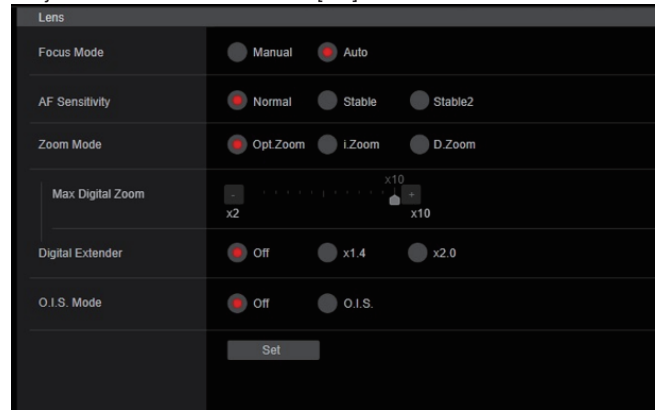 Lens
Focus Mode Manual Auto
AF Sensitivity Normal Stable Stable2
Zoom Mode Opt.Zoom i.Zoom D.Zoom
x10
Max Digital Zoom - +
x2 x10
Digital Extender Off x1.4 x2.0
O.I.S. Mode Off O.I.S.
Set